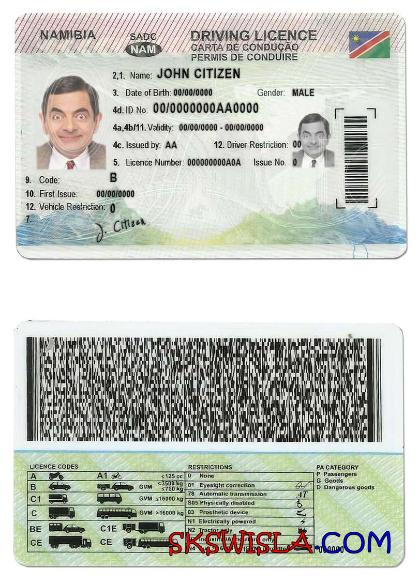 NAMIBIA
SADC
NAM
DRIVING LICENCE
CARTA DE CONDUÇÃO
PERMIS DE CONDUIRE
2,1. Name: JOHN CITIZEN
3. Date of Birth: 00/00/0000 Gender: MALE
4d. ID No. 00/0000000AA0000
4a,4b/11. Validity: 00/00/0000 - 00/00/0000
4c. Issued by: AA 12. Driver Restriction: 00
5. Licence Number: 000000000A0A Issue No. 0
9. Code: B
10. First Issue: 00/00/0000
12. Vehicle Restriction: 0
7.
J. Citizen
LICENCE CODES
A A1 <125 cc
B GVM <3500 kg
≤750 kg
C1 GVM ≤16000 kg
C GVM >16000 kg
BE C1E
CE
RESTRICTIONS
0 None
01 Eyesight correction
78 Automatic transmission
S05 Physically disabled
03 Prosthetic device
N1 Electrically powered
N2 Tractor only
PA CATEGORY
P Passengers
G Goods
D Dangerous goods
SKSWISLA.COM